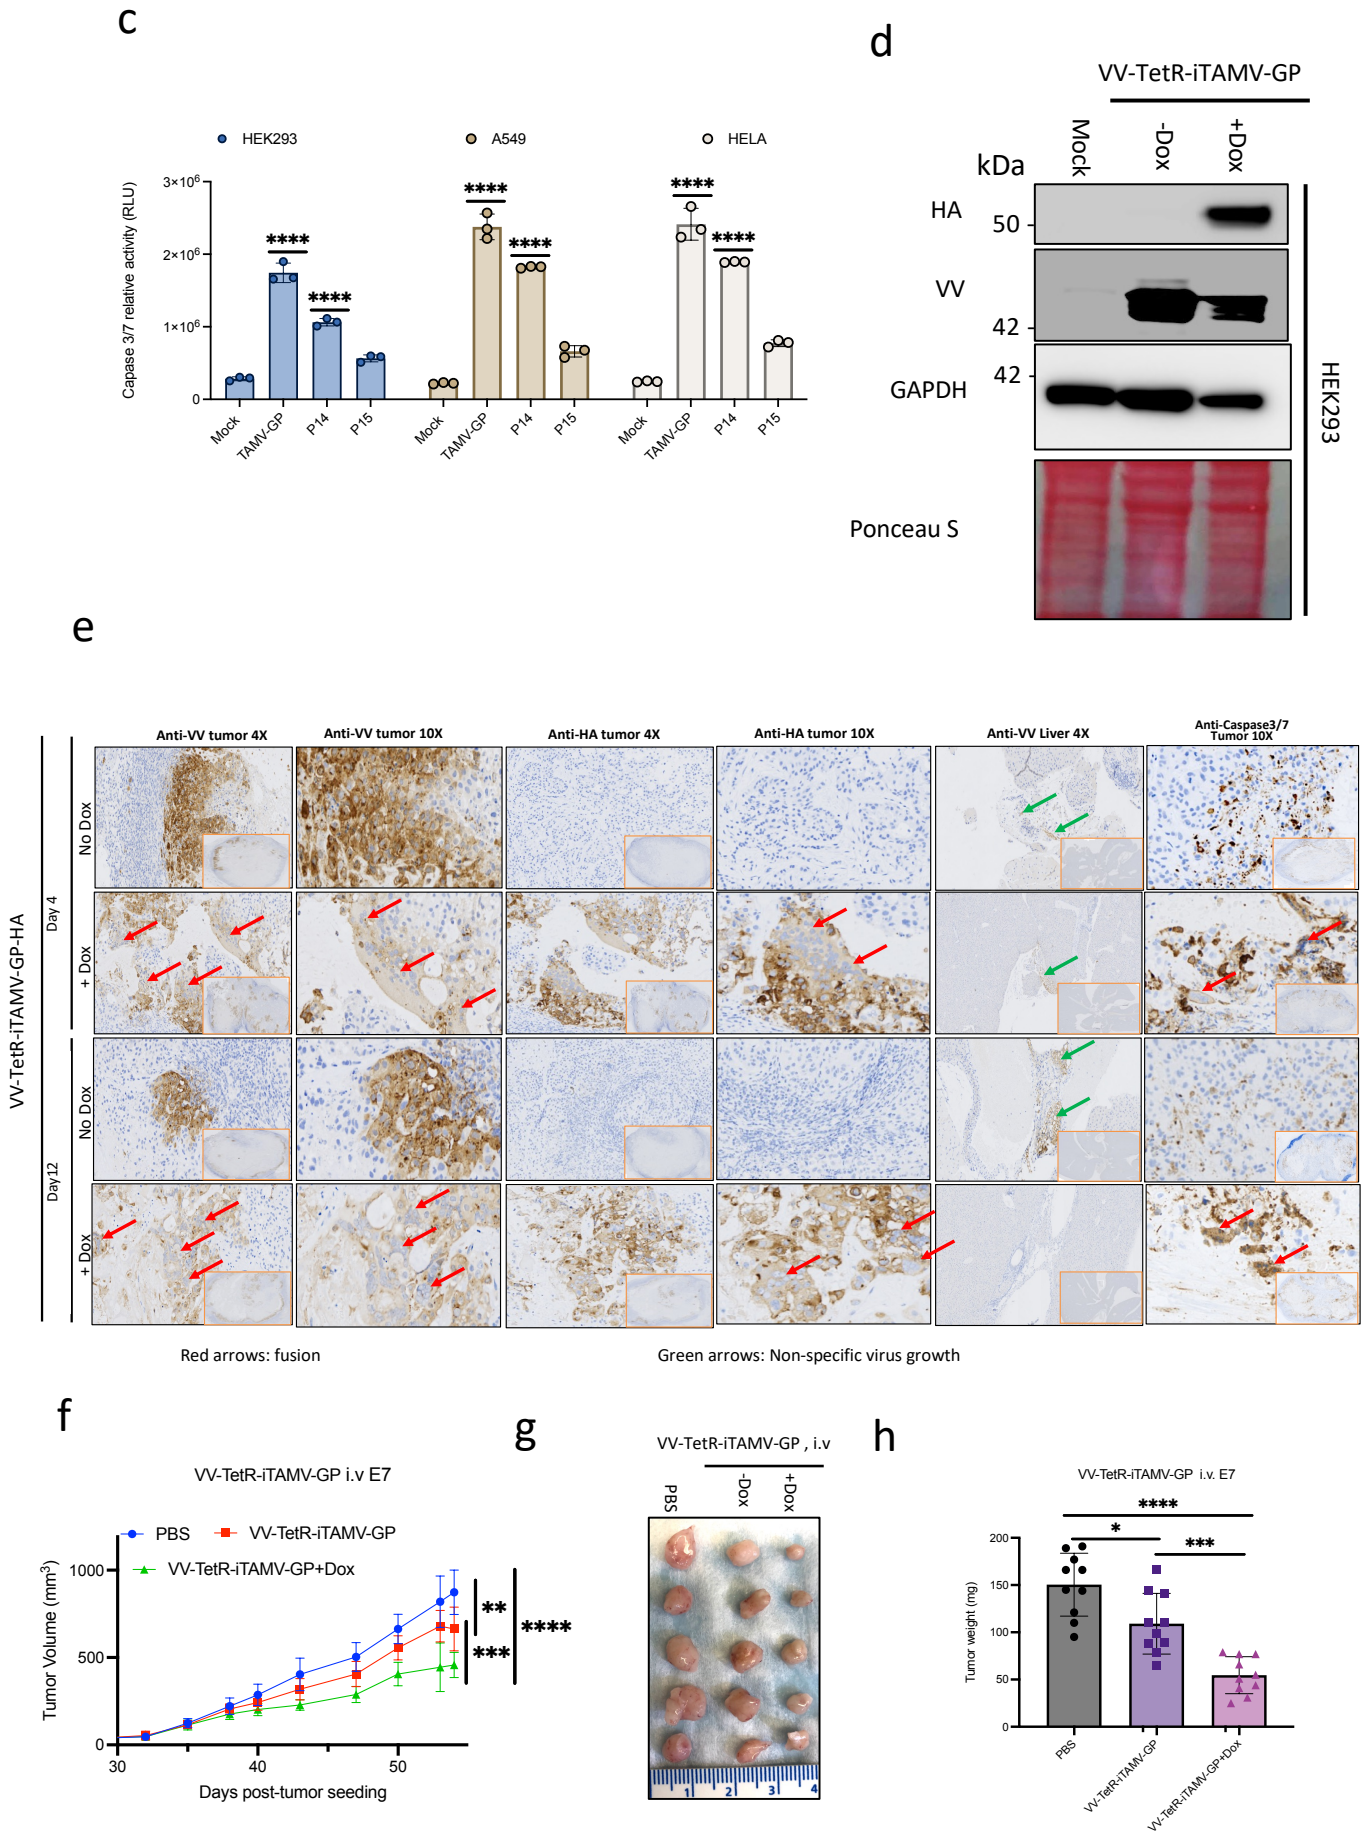 c
HEK293
A549
HELA
Capase 3/7 relative activity (RLU)
3×10⁶
2×10⁶
1×10⁶
0
****
****
****
****
****
****
Mock
TAMV-GP
P14
P15
Mock
TAMV-GP
P14
P15
Mock
TAMV-GP
P14
P15
d
VV-TetR-iTAMV-GP
Mock
-Dox
+Dox
kDa
HA
50
VV
42
42
GAPDH
Ponceau S
HEK293
e
Anti-VV tumor 4X
Anti-VV tumor 10X
Anti-HA tumor 4X
Anti-HA tumor 10X
Anti-VV Liver 4X
Anti-Caspase3/7
Tumor 10X
VV-TetR-iTAMV-GP-HA
Day 4
No Dox
+ Dox
Day12
No Dox
+ Dox
Red arrows: fusion
Green arrows: Non-specific virus growth
f
VV-TetR-iTAMV-GP i.v E7
PBS
VV-TetR-iTAMV-GP
VV-TetR-iTAMV-GP+Dox
Tumor Volume (mm³)
1000
500
0
30
40
50
Days post-tumor seeding
**
***
****
g
VV-TetR-iTAMV-GP , i.v
PBS
-Dox
+Dox
1
2
3
4
h
VV-TetR-iTAMV-GP i.v. E7
****
*
***
Tumor weight (mg)
200
150
100
50
0
PBS
VV-TetR-iTAMV-GP
VV-TetR-iTAMV-GP+Dox